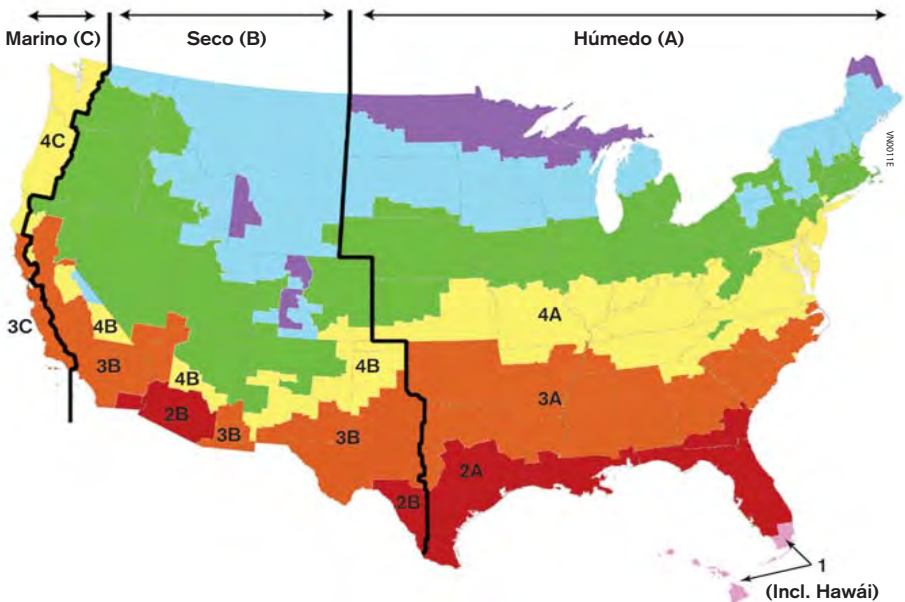 Marino (C)
Seco (B)
Húmedo (A)
4C
VN0011E
3C
4B
3B
4B
2B
3B
3B
4B
2B
4A
3A
2A
1
(Incl. Hawái)